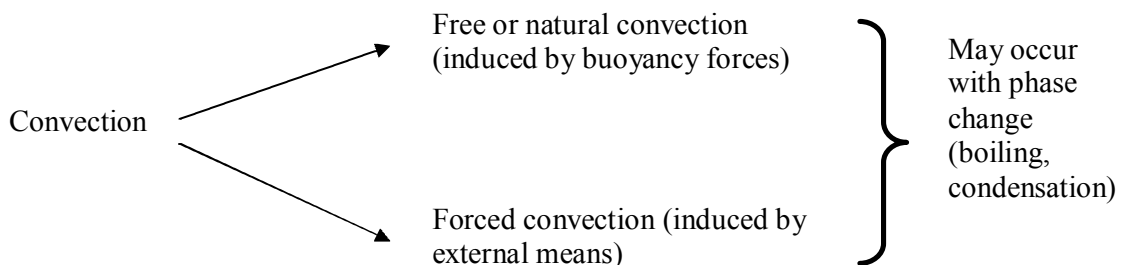 Free or natural convection
(induced by buoyancy forces)
May occur
with phase
change
(boiling,
condensation)
Convection
Forced convection (induced by
external means)